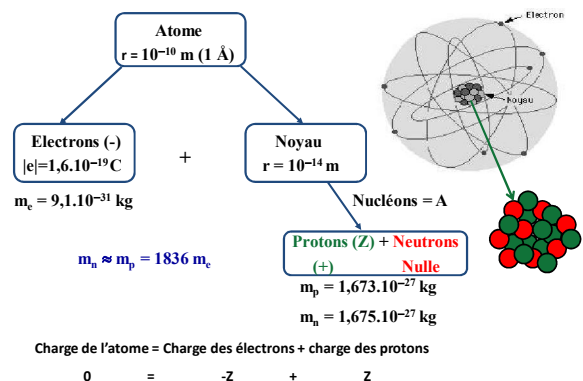 Atome
r = 10⁻¹⁰ m (1 Å)
Electron
Noyau
Electrons (-)
|e|=1,6.10⁻¹⁹C
+
Noyau
r = 10⁻¹⁴ m
mₑ = 9,1.10⁻³¹ kg
Nucléons = A
Protons (Z) + Neutrons
(+) Nulle
mₙ ≈ mₚ = 1836 mₑ
mₚ = 1,673.10⁻²⁷ kg
mₙ = 1,675.10⁻²⁷ kg
Charge de l'atome = Charge des électrons + charge des protons
0 = -Z + Z